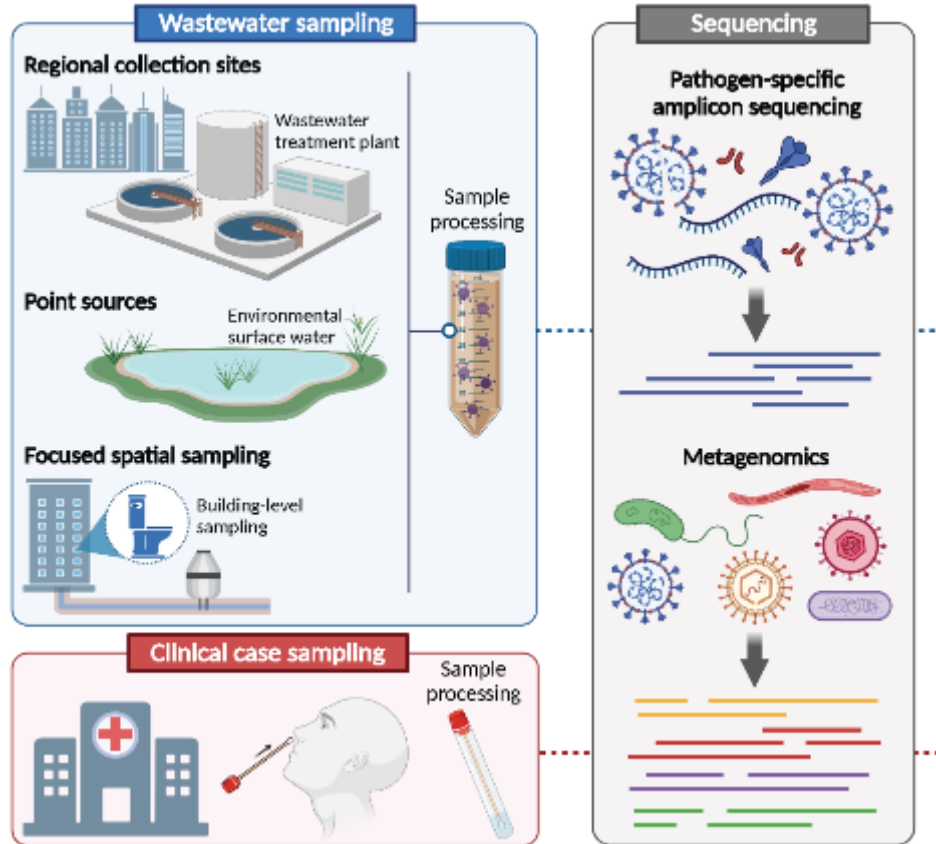 Wastewater sampling
Regional collection sites
Wastewater
treatment plant
Sample
processing
Point sources
Environmental
surface water
Focused spatial sampling
Building-level
sampling
Clinical case sampling
Sample
processing
Sequencing
Pathogen-specific
amplicon sequencing
Metagenomics